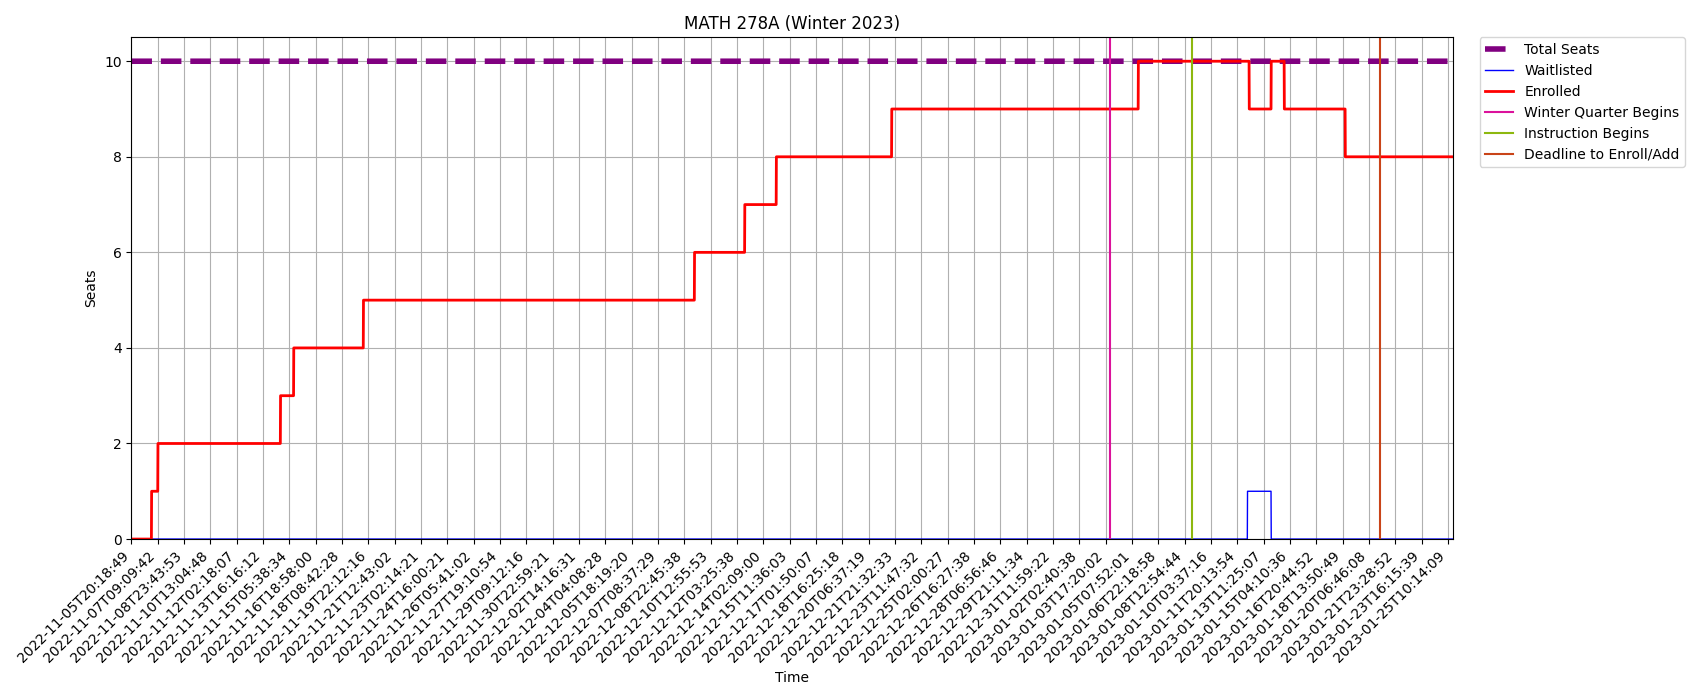 MATH 278A (Winter 2023)
Total Seats
Waitlisted
Enrolled
Winter Quarter Begins
Instruction Begins
Deadline to Enroll/Add
Seats
10
8
6
4
2
0
2022-11-05T20:18:49
2022-11-07T09:09:42
2022-11-08T23:43:53
2022-11-10T13:04:48
2022-11-12T02:18:07
2022-11-13T16:16:12
2022-11-15T05:38:34
2022-11-16T18:58:00
2022-11-18T08:42:28
2022-11-19T22:12:16
2022-11-21T12:43:02
2022-11-23T02:14:21
2022-11-24T16:00:21
2022-11-26T05:41:02
2022-11-27T19:10:54
2022-11-29T09:12:16
2022-11-30T22:59:21
2022-12-02T14:16:31
2022-12-04T04:08:28
2022-12-05T18:19:20
2022-12-07T08:37:29
2022-12-08T22:45:38
2022-12-10T12:55:53
2022-12-12T03:25:38
2022-12-14T02:09:00
2022-12-15T11:36:03
2022-12-17T01:50:07
2022-12-18T16:25:18
2022-12-20T06:37:19
2022-12-21T21:32:33
2022-12-23T11:47:32
2022-12-25T02:00:27
2022-12-26T16:27:38
2022-12-28T06:56:46
2022-12-29T21:11:34
2022-12-31T11:59:22
2023-01-02T02:40:38
2023-01-03T17:20:02
2023-01-05T07:52:01
2023-01-06T22:18:58
2023-01-08T12:54:44
2023-01-10T03:37:16
2023-01-11T20:13:54
2023-01-13T11:25:07
2023-01-15T04:10:36
2023-01-16T20:44:52
2023-01-18T13:50:49
2023-01-20T06:46:08
2023-01-21T23:28:52
2023-01-23T16:15:39
2023-01-25T10:14:09
Time